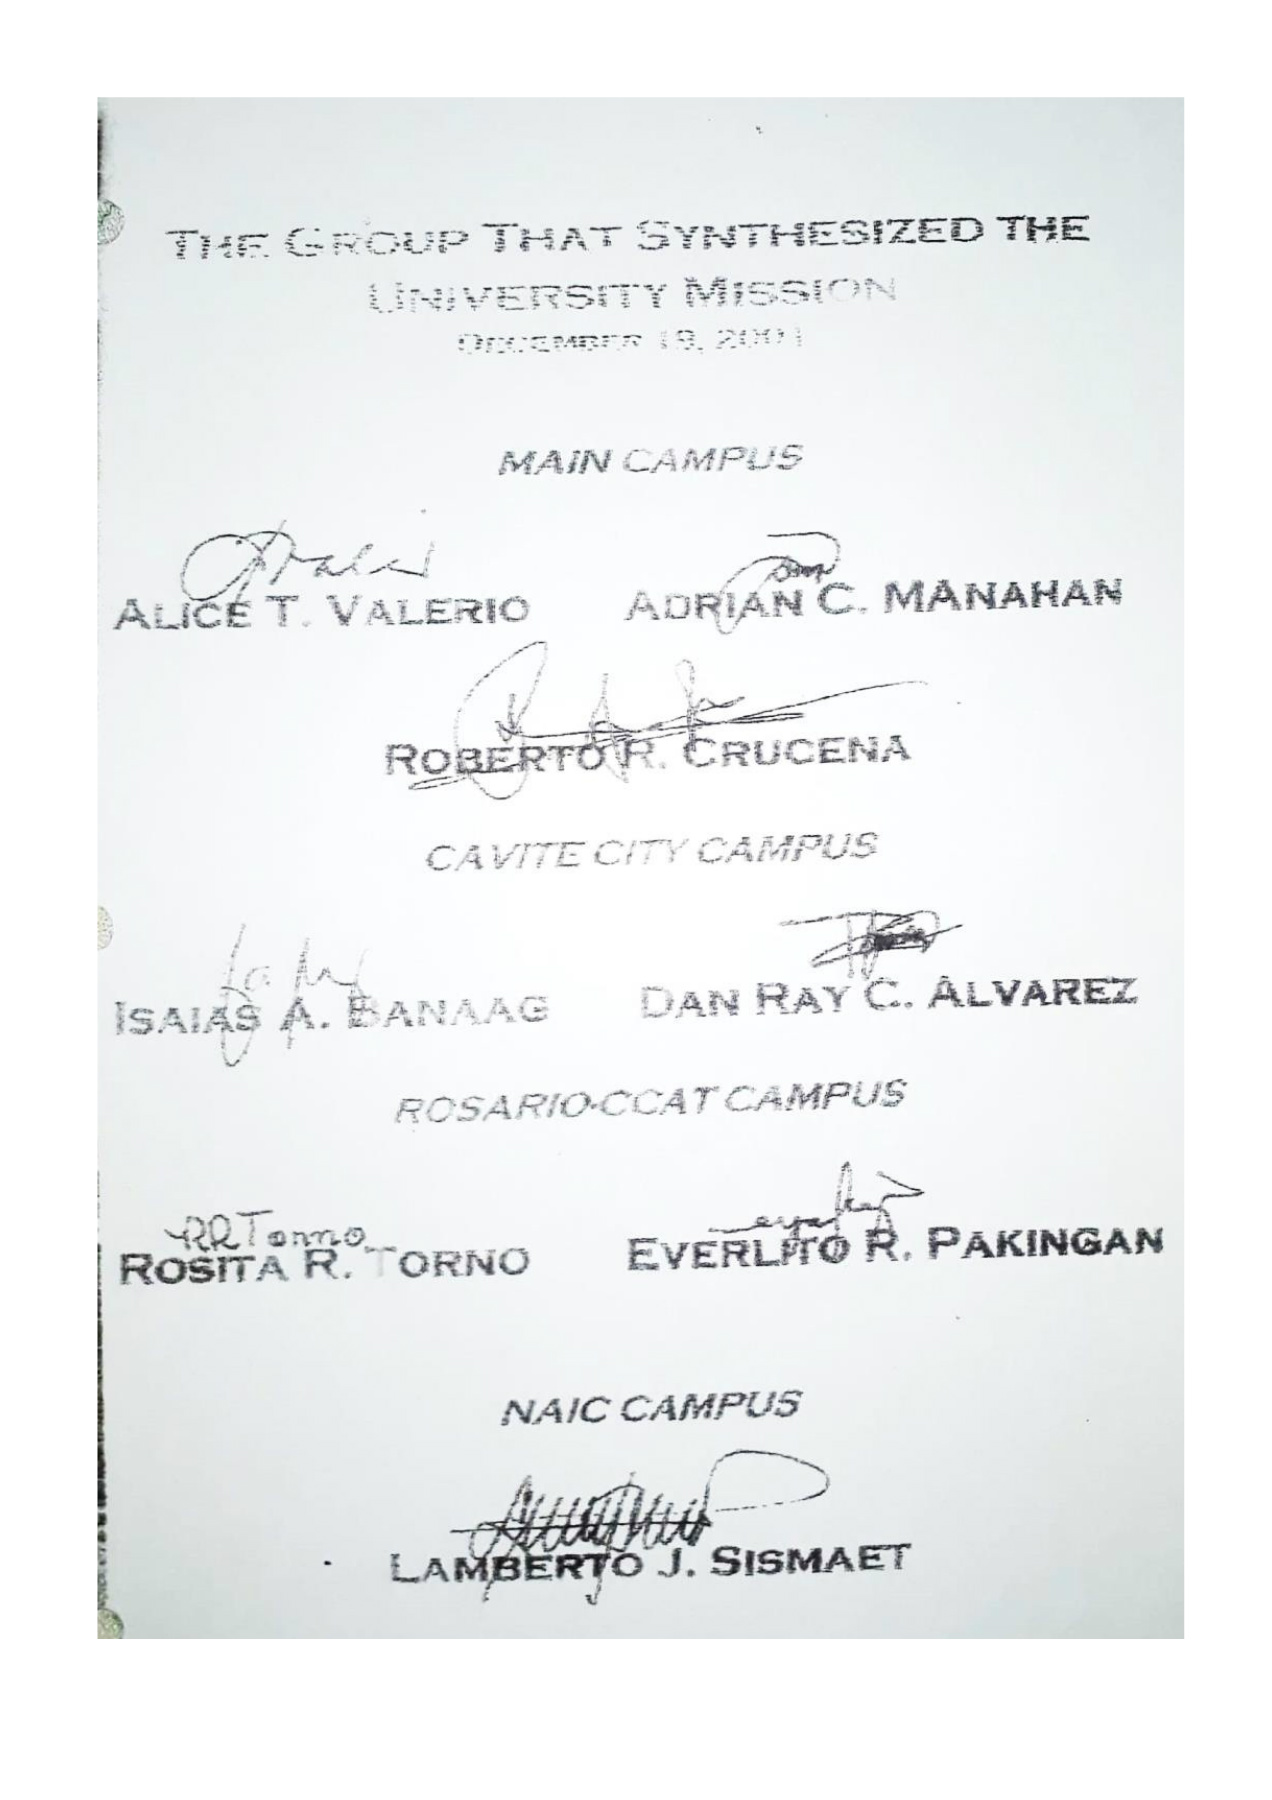 THE GROUP THAT SYNTHESIZED THE
UNIVERSITY MISSION
DECEMBER 2001
MAIN CAMPUS
ALICE T. VALERIO ADRIAN C. MANAHAN
ROBERTO R. CRUCENA
CAVITE CITY CAMPUS
ISAIAS A. BANAAG DAN RAY C. ALVAREZ
ROSARIO-CCAT CAMPUS
RRTorno
ROSITA R. TORNO EVERLITO R. PAKINGAN
NAIC CAMPUS
LAMBERTO J. SISMAET